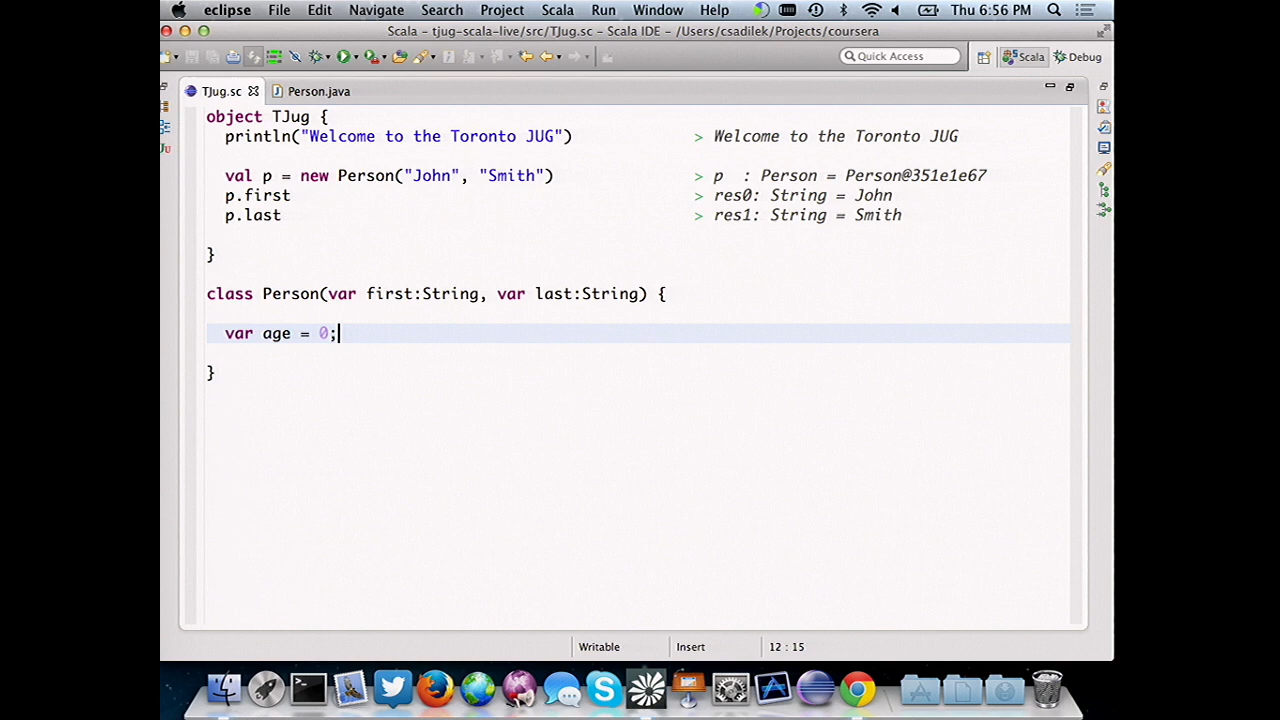 eclipse File Edit Navigate Search Project Scala Run Window Help Thu 6:56 PM
Scala – tjug-scala-live/src/TJug.sc – Scala IDE – /Users/csadilek/Projects/coursera
Quick Access Scala Debug
TJug.sc Person.java
object TJug {
println("Welcome to the Toronto JUG") > Welcome to the Toronto JUG
val p = new Person("John", "Smith") > p : Person = Person@351e1e67
p.first > res0: String = John
p.last > res1: String = Smith
}
class Person(var first:String, var last:String) {
var age = 0;
}
Writable Insert 12 : 15